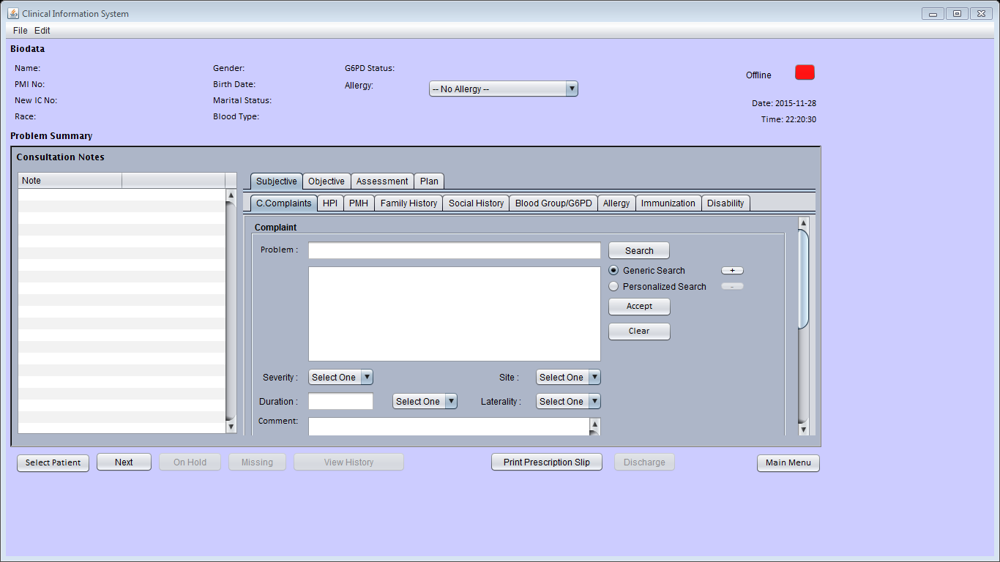 Clinical Information System
File Edit
Biodata
Name: Gender: G6PD Status:
Offline
PMI No: Birth Date: Allergy: -- No Allergy --
New IC No: Marital Status: Date: 2015-11-28
Race: Blood Type: Time: 22:20:30
Problem Summary
Consultation Notes
Note Subjective Objective Assessment Plan
C.Complaints HPI PMH Family History Social History Blood Group/G6PD Allergy Immunization Disability
Complaint
Problem : Search
Generic Search +
Personalized Search -
Accept
Clear
Severity : Select One Site : Select One
Duration : Select One Laterality : Select One
Comment:
Select Patient Next On Hold Missing View History Print Prescription Slip Discharge Main Menu